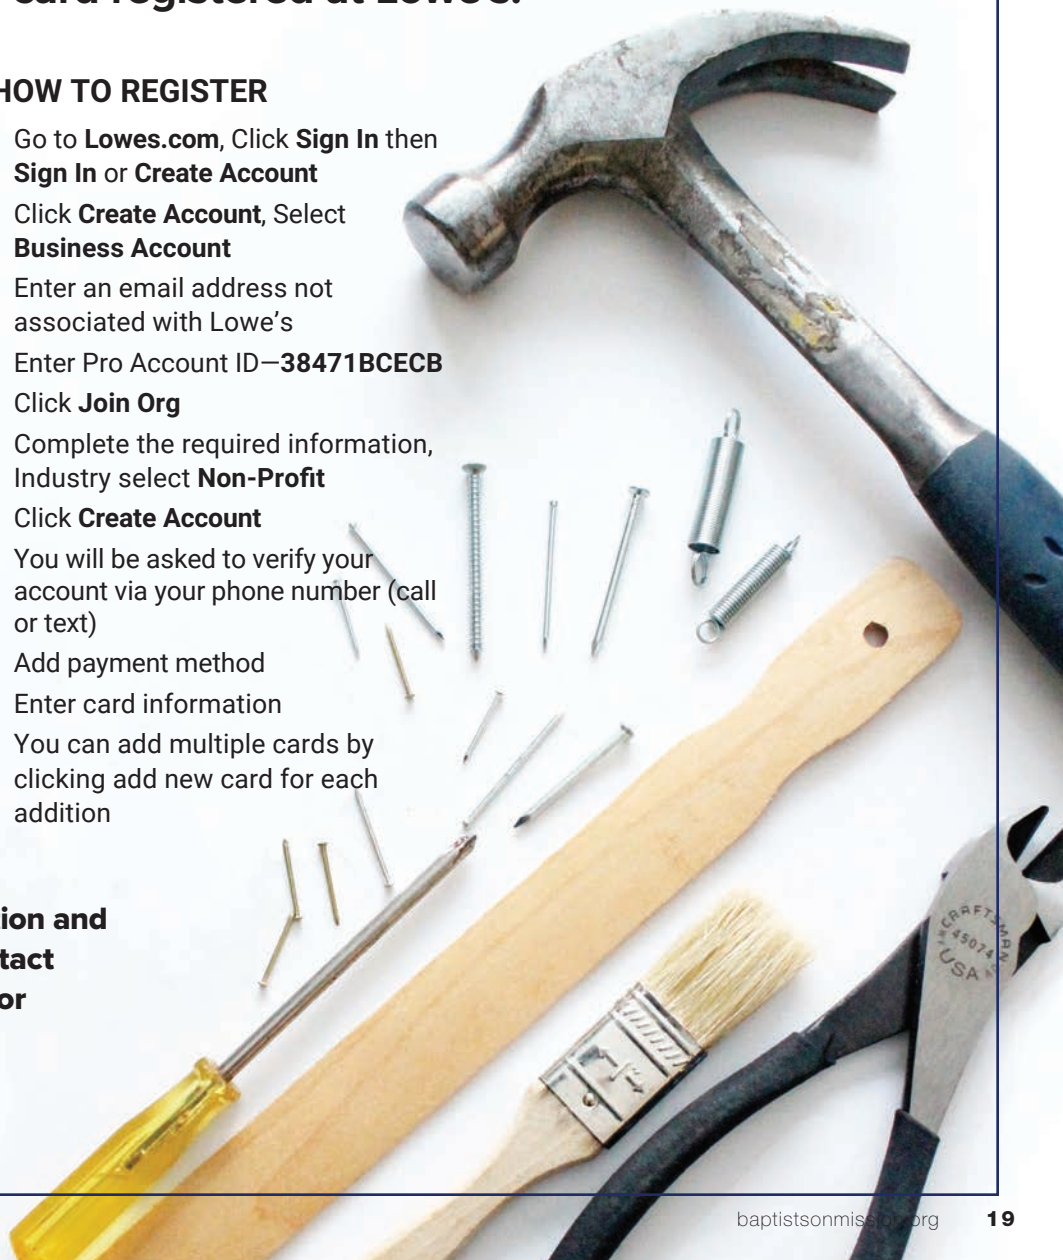 card registered at Lowe's.
HOW TO REGISTER
Go to Lowes.com, Click Sign In then
Sign In or Create Account
Click Create Account, Select
Business Account
Enter an email address not
associated with Lowe's
Enter Pro Account ID—38471BCECB
Click Join Org
Complete the required information,
Industry select Non-Profit
Click Create Account
You will be asked to verify your
account via your phone number (call
or text)
Add payment method
Enter card information
You can add multiple cards by
clicking add new card for each
addition
tion and
tact
or
CRAFTSMAN
45074
USA
baptistsonmission.org 19